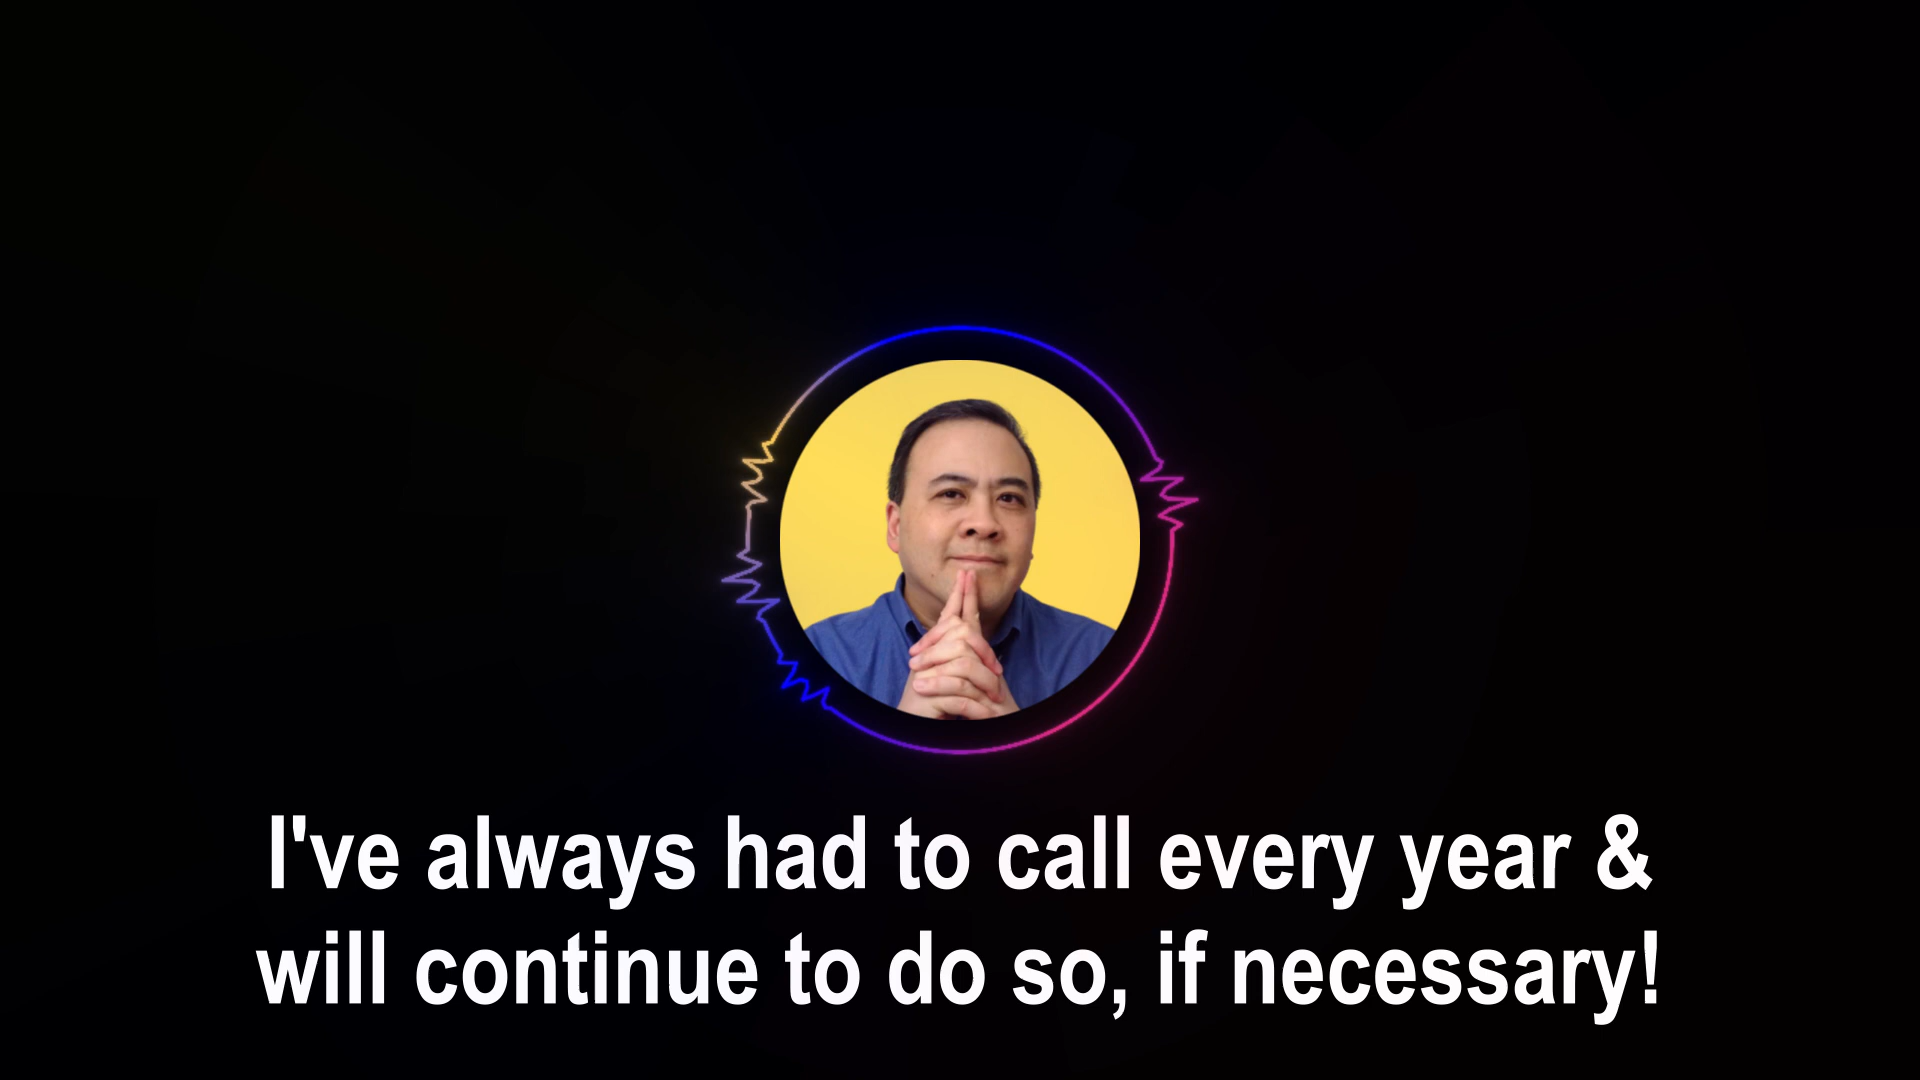 I've always had to call every year &
will continue to do so, if necessary!